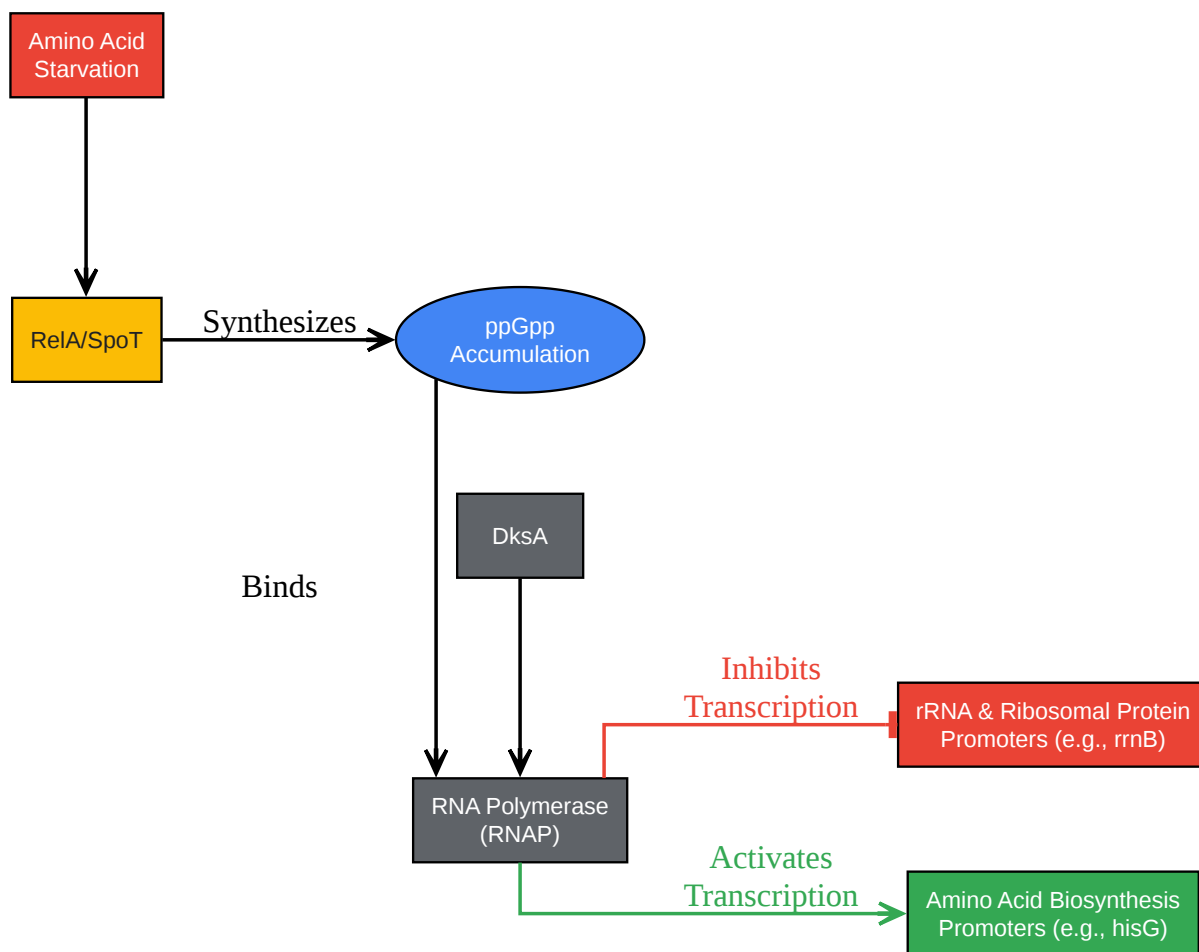 Amino Acid
Starvation
RelA/SpoT
Synthesizes
ppGpp
Accumulation
DksA
Binds
Inhibits
Transcription
rRNA & Ribosomal Protein
Promoters (e.g., rrnB)
RNA Polymerase
(RNAP)
Activates
Transcription
Amino Acid Biosynthesis
Promoters (e.g., hisG)